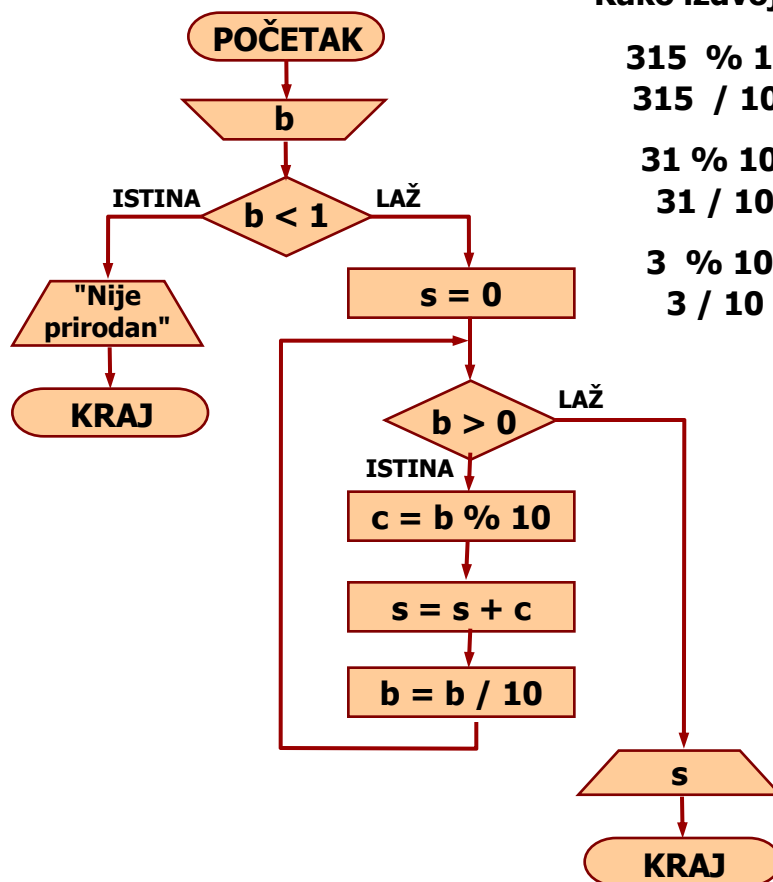 Kako
POČETAK
315 %
315 / 10
b
31 % 10
31 / 10
ISTINA
LAŽ
b < 1
3 % 10
3 / 10
"Nije
prirodan"
s = 0
KRAJ
b > 0
LAŽ
ISTINA
c = b % 10
s = s + c
b = b / 10
s
KRAJ